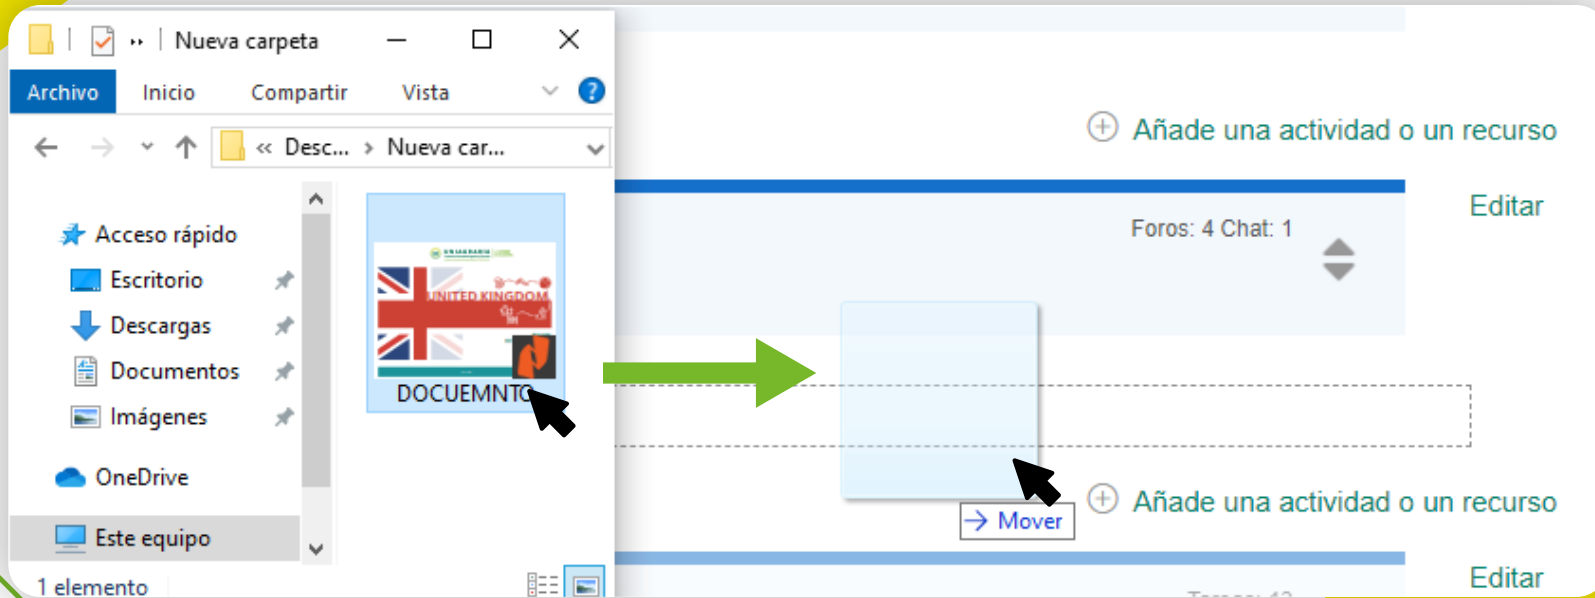 Nueva carpeta
Archivo Inicio Compartir Vista
« Desc... › Nueva car...
Acceso rápido
Escritorio
Descargas
Documentos
Imágenes
OneDrive
Este equipo
1 elemento
UNITED KINGDOM
DOCUEMNTO
Añade una actividad o un recurso
Editar
Foros: 4 Chat: 1
Mover
Añade una actividad o un recurso
Editar